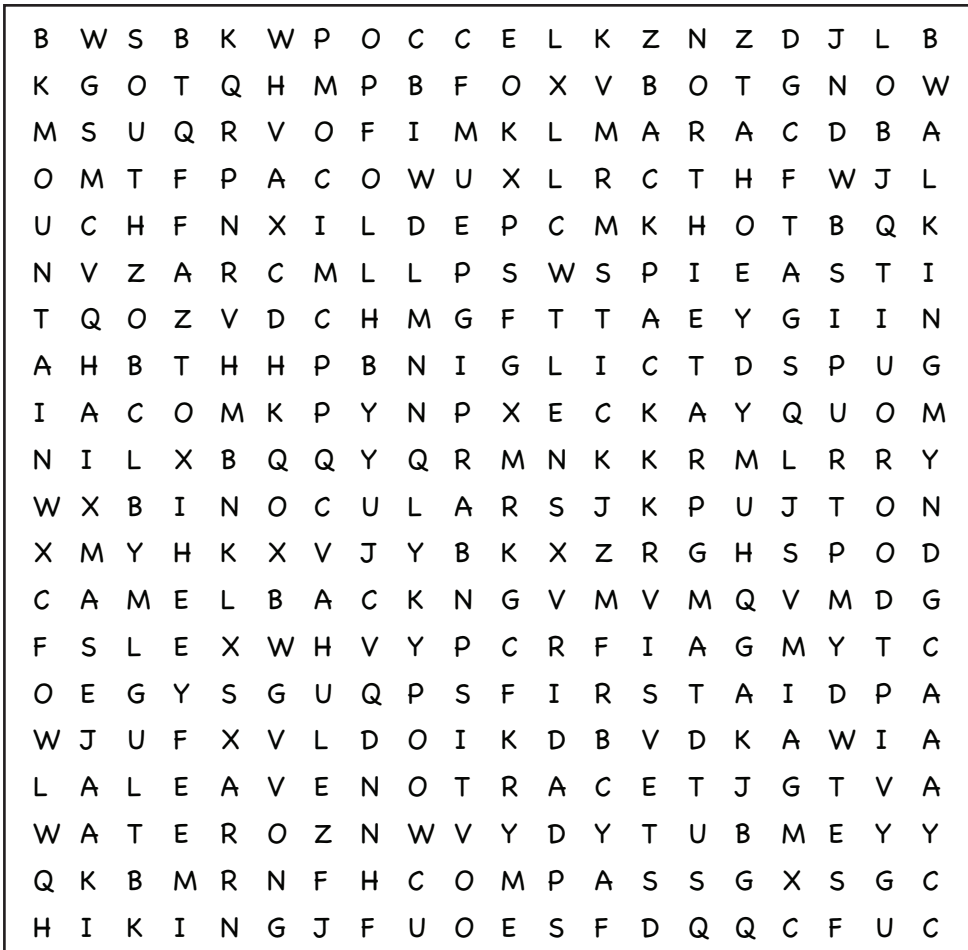 B W S B K W P O C C E L K Z N Z D J L B
K G O T Q H M P B F O X V B O T G N O W
M S U Q R V O F I M K L M A R A C D B A
O M T F P A C O W U X L R C T H F W J L
U C H F N X I L D E P C M K H O T B Q K
N V Z A R C M L L P S W S P I E A S T I
T Q O Z V D C H M G F T T A E Y G I I N
A H B T H H P B N I G L I C T D S P U G
I A C O M K P Y N P X E C K A Y Q U O M
N I L X B Q Q Y Q R M N K K R M L R R Y
W X B I N O C U L A R S J K P U J T O N
X M Y H K X V J Y B K X Z R G H S P O D
C A M E L B A C K N G V M V M Q V M D G
F S L E X W H V Y P C R F I A G M Y T C
O E G Y S G U Q P S F I R S T A I D P A
W J U F X V L D O I K D B V D K A W I A
L A L E A V E N O T R A C E T J G T V A
W A T E R O Z N W V Y D Y T U B M E Y Y
Q K B M R N F H C O M P A S S G X S G C
H I K I N G J F U O E S F D Q Q C F U C